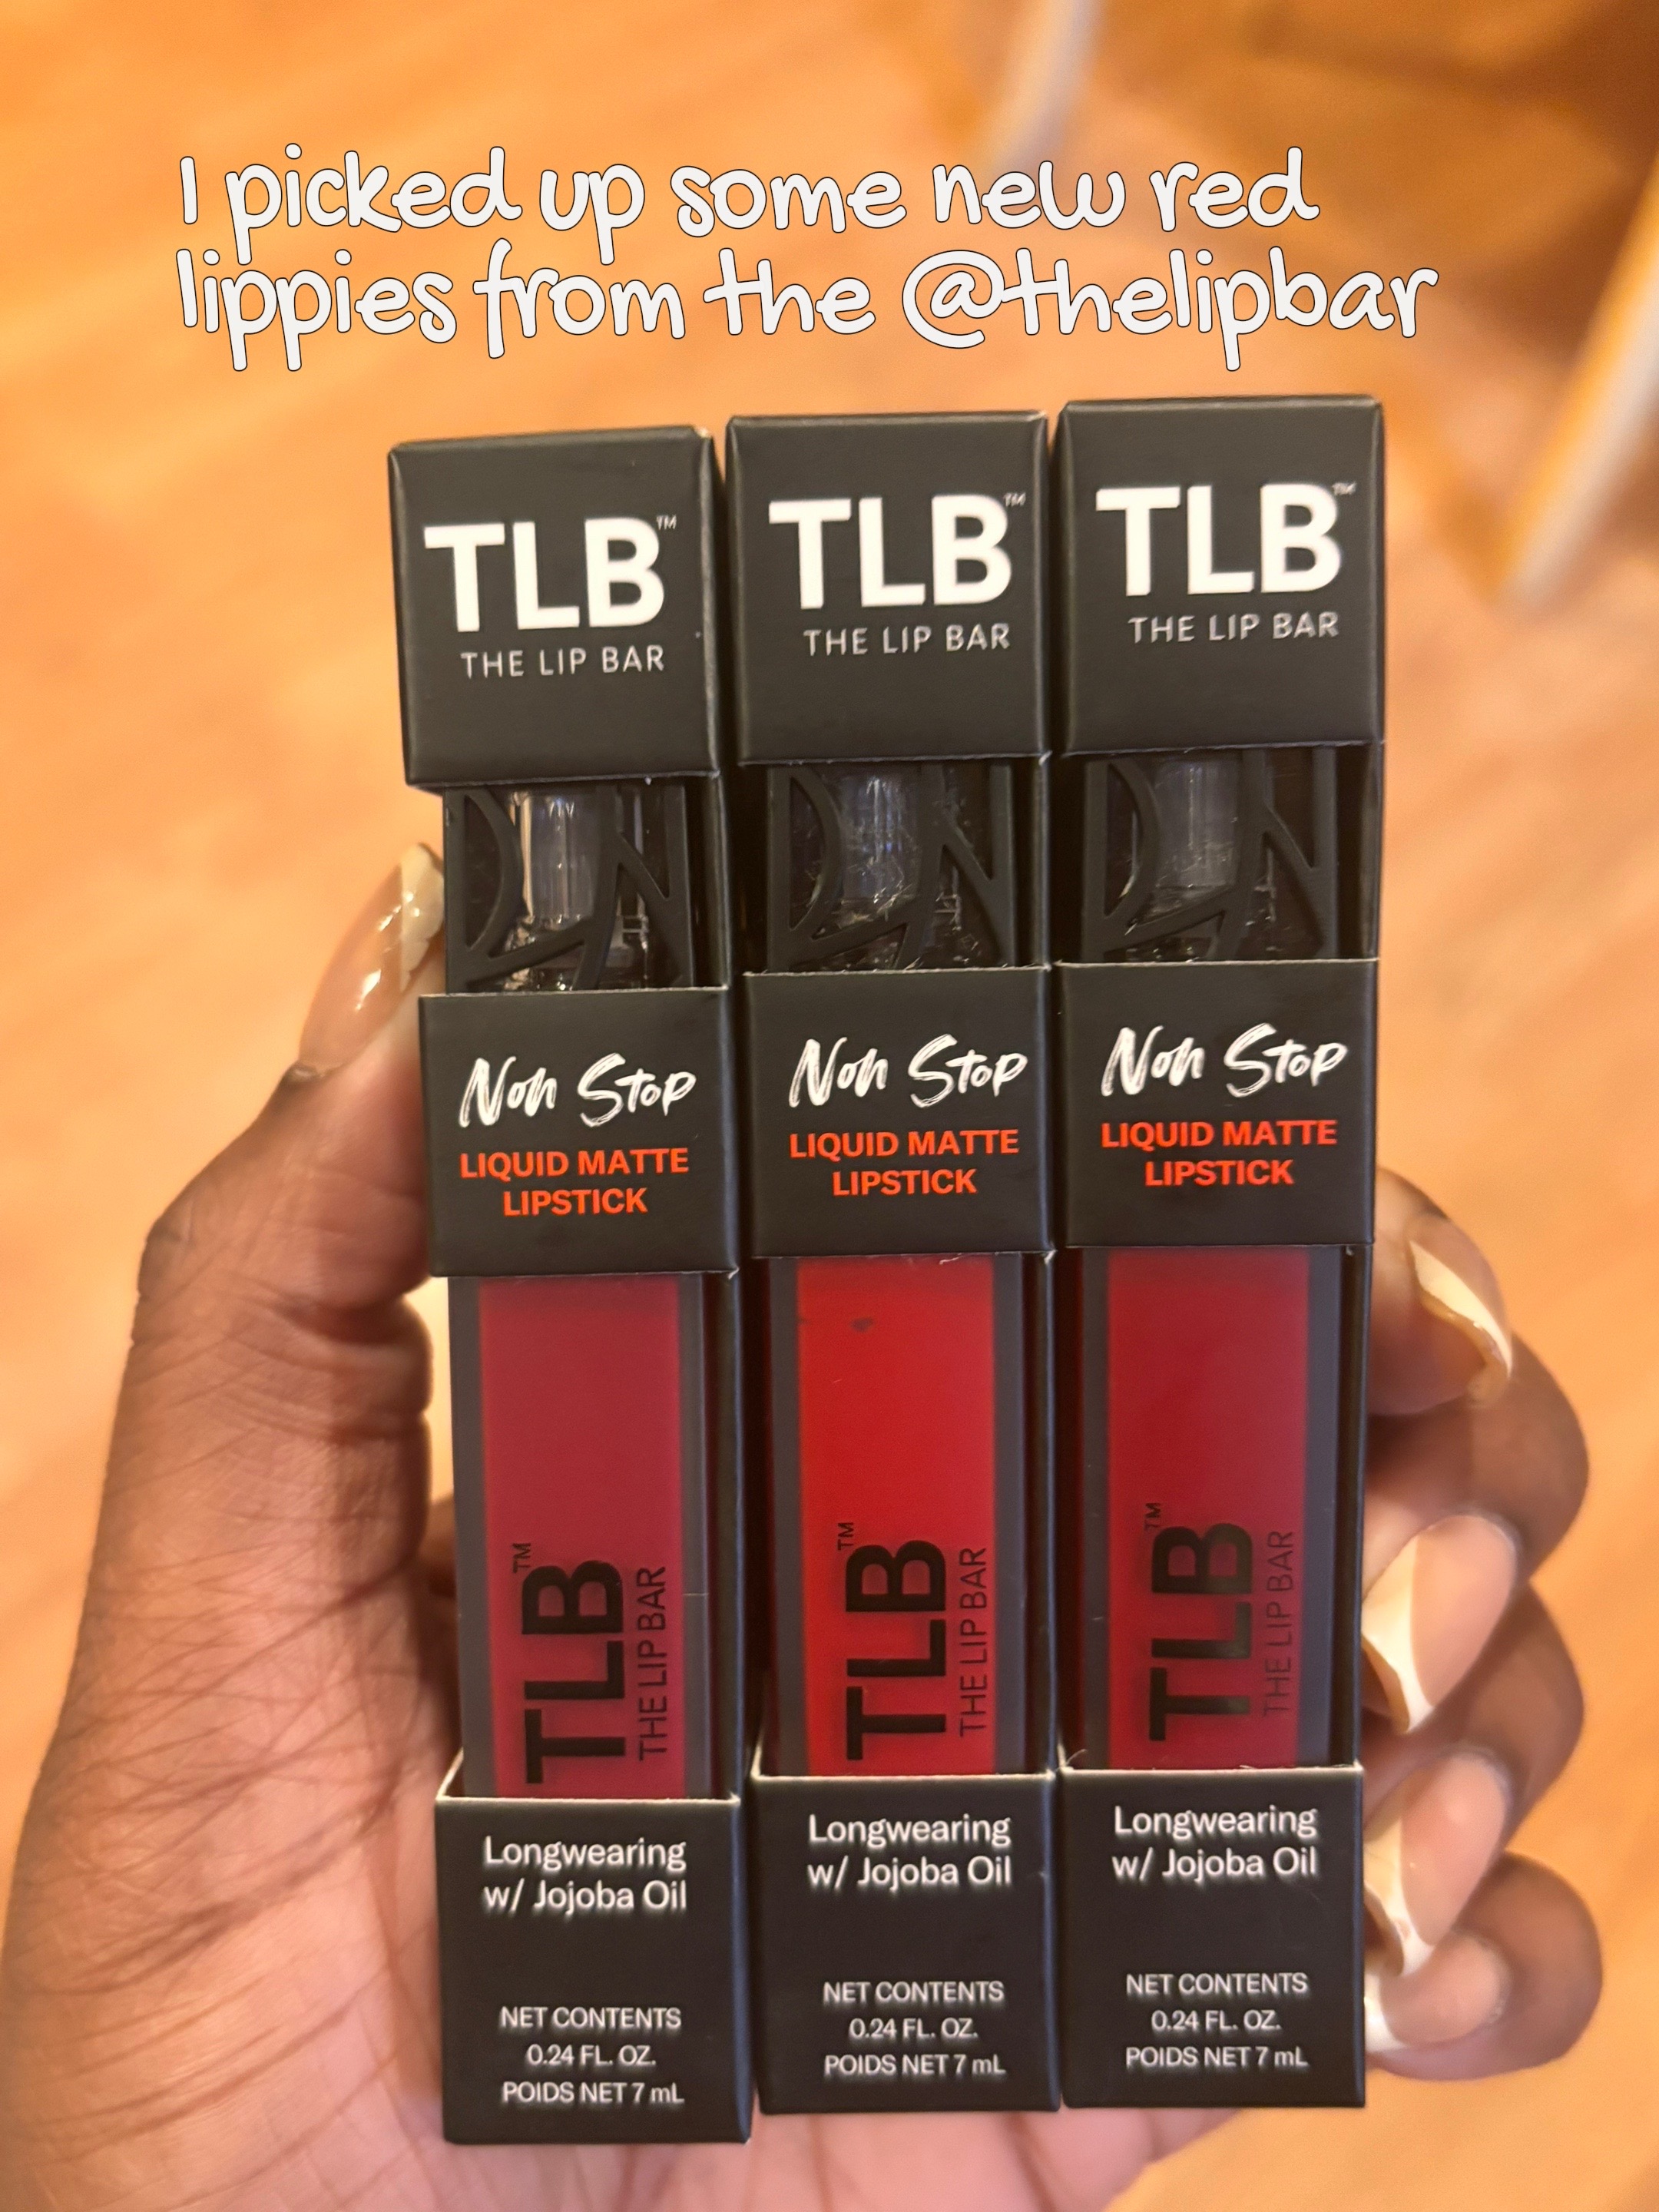 I picked up some new red
lippies from the @thelipbar
TLB™
THE LIP BAR
Non Stop
LIQUID MATTE
LIPSTICK
TLB™
THE LIP BAR
Longwearing
w/ Jojoba Oil
NET CONTENTS
0.24 FL. OZ.
POIDS NET 7 mL
TLB™
THE LIP BAR
Non Stop
LIQUID MATTE
LIPSTICK
TLB™
THE LIP BAR
Longwearing
w/ Jojoba Oil
NET CONTENTS
0.24 FL. OZ.
POIDS NET 7 mL
TLB™
THE LIP BAR
Non Stop
LIQUID MATTE
LIPSTICK
TLB™
THE LIP BAR
Longwearing
w/ Jojoba Oil
NET CONTENTS
0.24 FL. OZ.
POIDS NET 7 mL